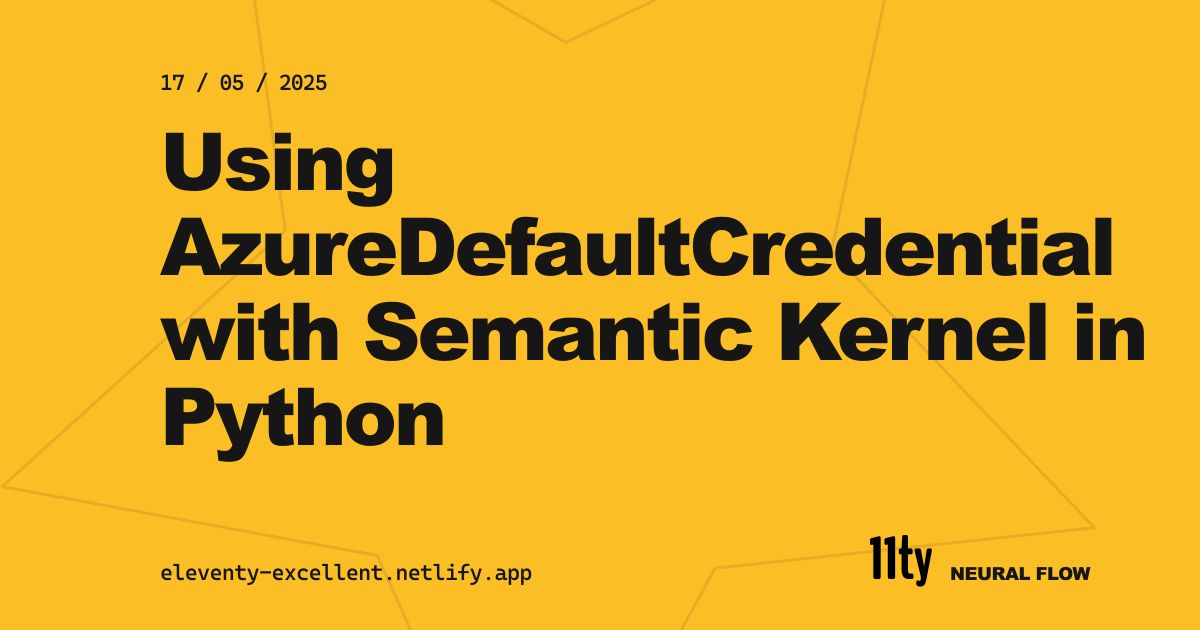 17 / 05 / 2025
Using
AzureDefaultCredential
with Semantic Kernel in
Python
eleventy-excellent.netlify.app
11ty
NEURAL FLOW